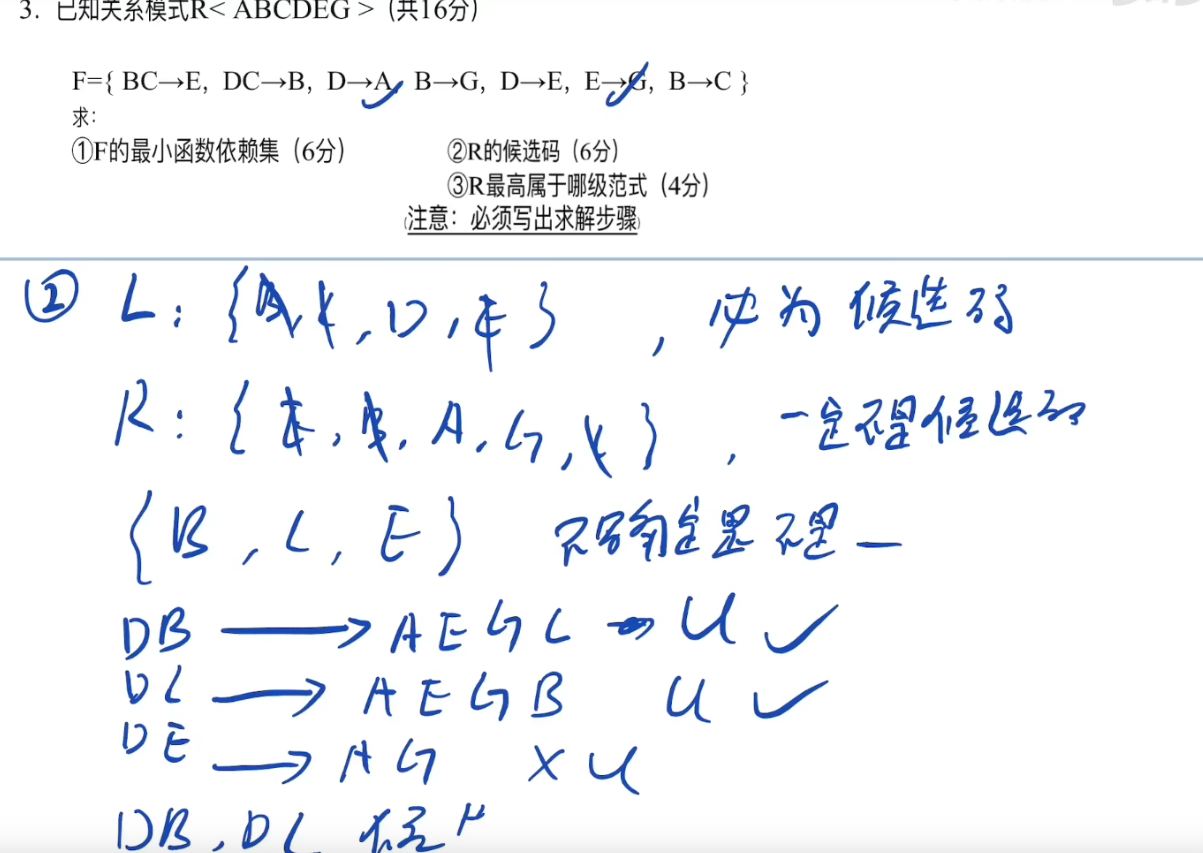 3. 已知关系模式R< ABCDEG >（共16分）
F={ BC→E, DC→B, D→A, B→G, D→E, E→G, B→C }
求：
①F的最小函数依赖集（6分） ②R的候选码（6分）
③R最高属于哪级范式（4分）
注意：必须写出求解步骤
② L: { , , D, } ，必为候选码
R: { , , A, G, } ，一定不是候选码
{B, C, E} 不确定是不是一
DB → AEGC → U ✓
DC → AEGB U ✓
DE → AG × U
DB, DC 候